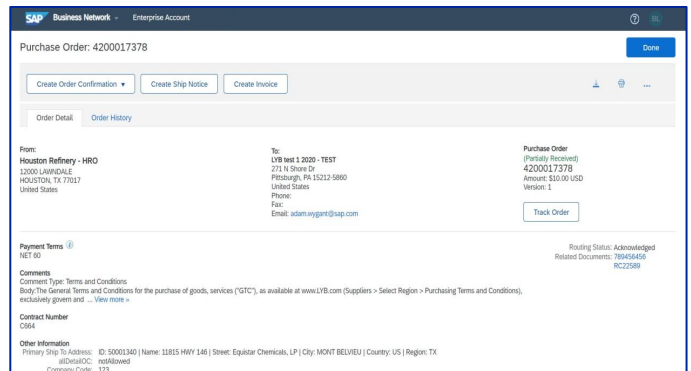 SAP Business Network Enterprise Account
BL
Purchase Order: 4200017378
Done
Create Order Confirmation
Create Ship Notice
Create Invoice
...
Order Detail
Order History
From:
Houston Refinery - HRO
12000 LAWNDALE
HOUSTON, TX 77017
United States
To:
LYB test 1 2020 - TEST
271 N Shore Dr
Pittsburgh, PA 15212-5860
United States
Phone:
Fax:
Email: adam.wygant@sap.com
Purchase Order
(Partially Received)
4200017378
Amount: $10.00 USD
Version: 1
Track Order
Payment Terms
NET 60
Routing Status: Acknowledged
Related Documents: 789456456
RC22589
Comments
Comment Type: Terms and Conditions
Body:The General Terms and Conditions for the purchase of goods, services ("GTC"), as available at www.LYB.com (Suppliers > Select Region > Purchasing Terms and Conditions),
exclusively govern and ... View more »
Contract Number
C664
Other Information
Primary Ship To Address: ID: 50001340 | Name: 11815 HWY 146 | Street: Equistar Chemicals, LP | City: MONT BELVIEU | Country: US | Region: TX
allDetailOC: notAllowed
Company Code: 123